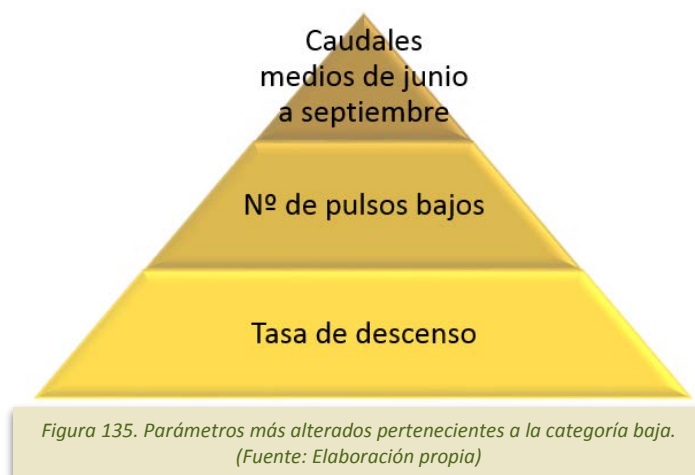 Caudales
medios de junio
a septiembre
Nº de pulsos bajos
Tasa de descenso
Figura 135. Parámetros más alterados pertenecientes a la categoría baja.
(Fuente: Elaboración propia)